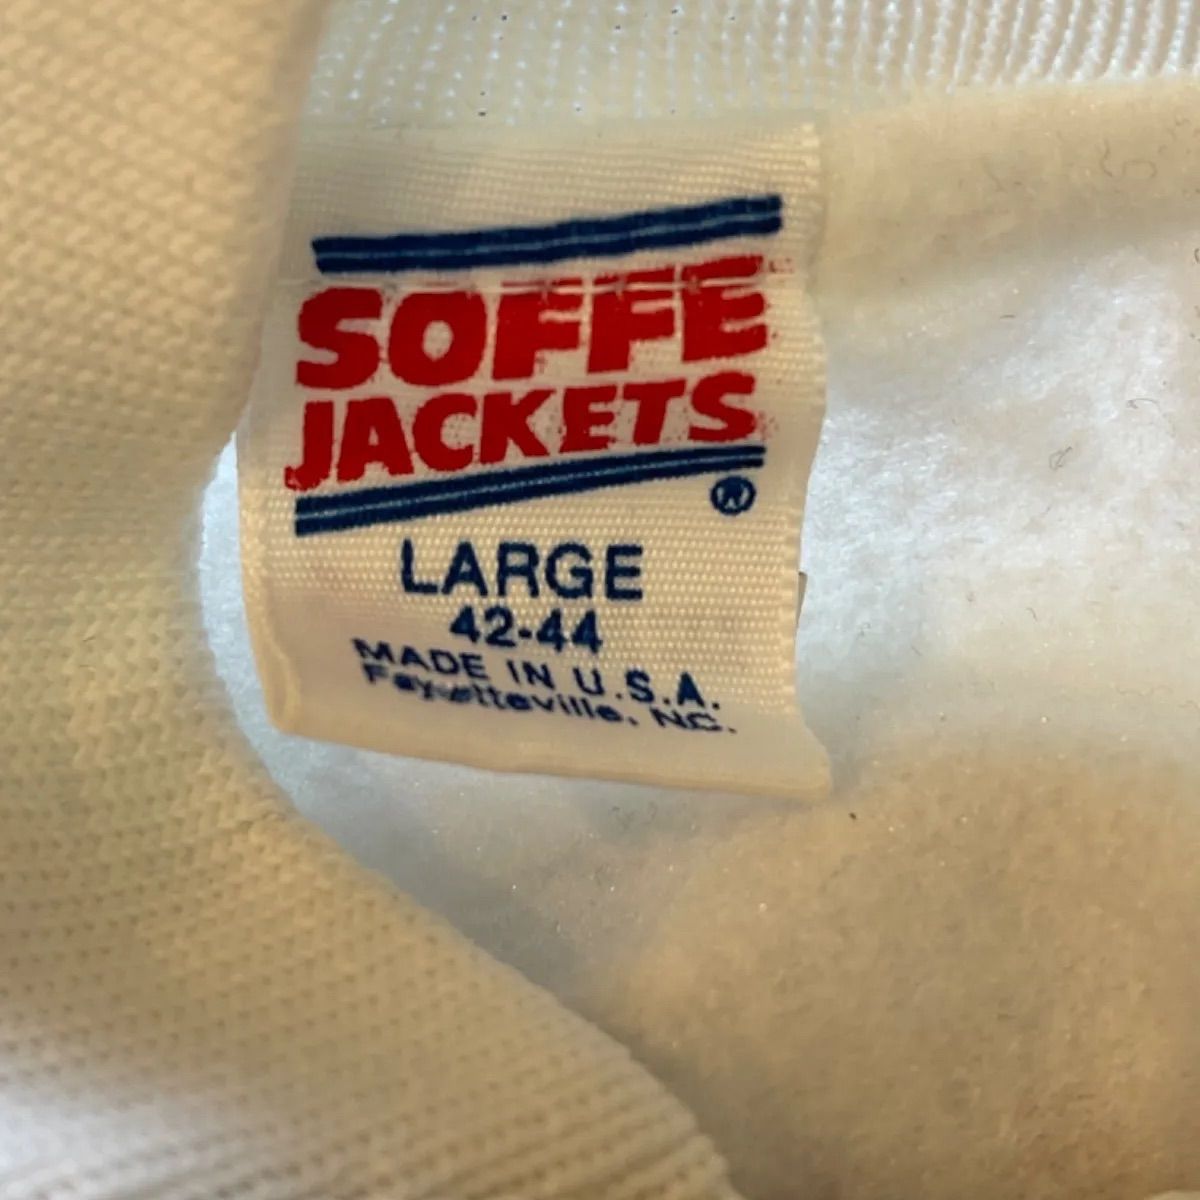 SOFFE
JACKETS
®
LARGE
42-44
MADE IN U.S.A.
Fayetteville, NC.